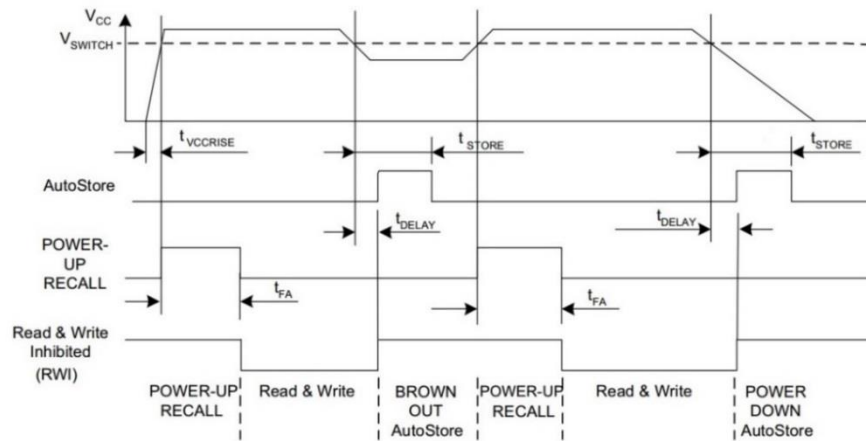 VCC
VSWITCH
tVCCRISE
tSTORE
tSTORE
AutoStore
tDELAY
tDELAY
POWER-
UP
RECALL
tFA
tFA
Read & Write
Inhibited
(RWI)
POWER-UP
RECALL
Read & Write
BROWN
OUT
AutoStore
POWER-UP
RECALL
Read & Write
POWER
DOWN
AutoStore